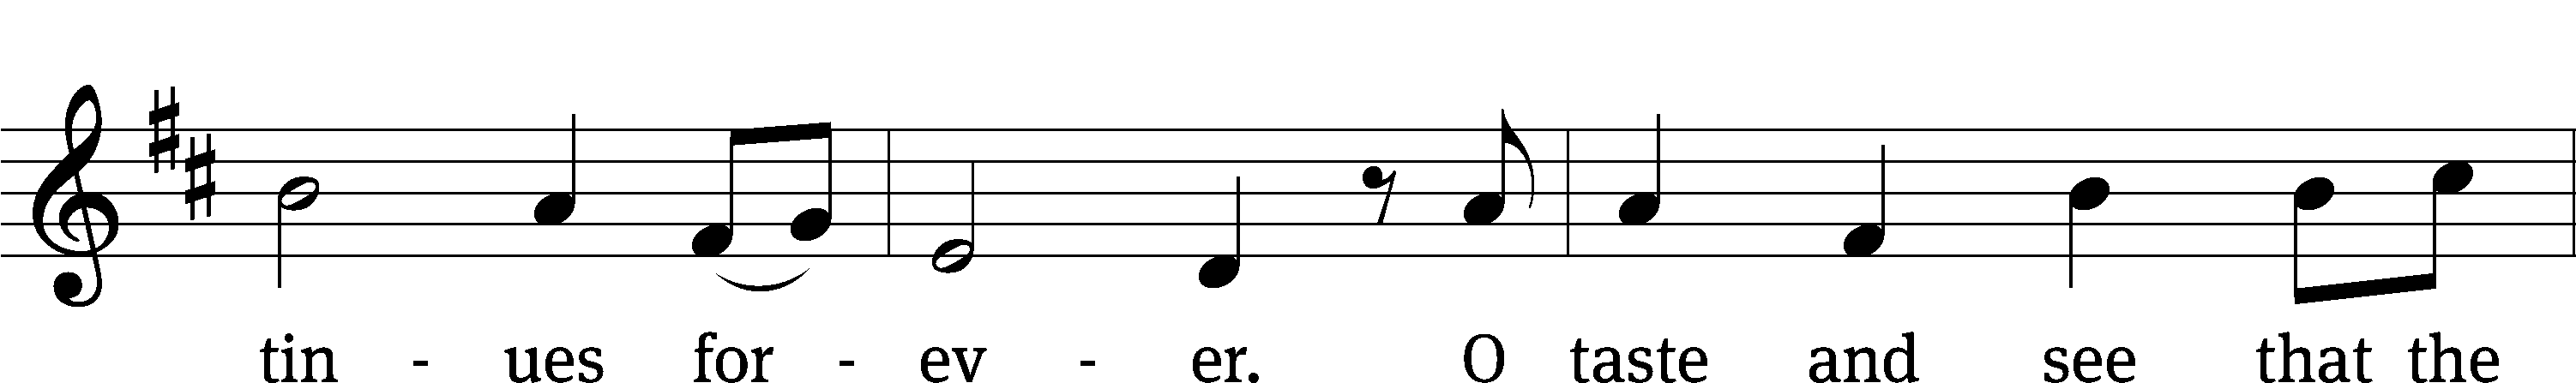 tin - ues for - ev - er. O taste and see that the